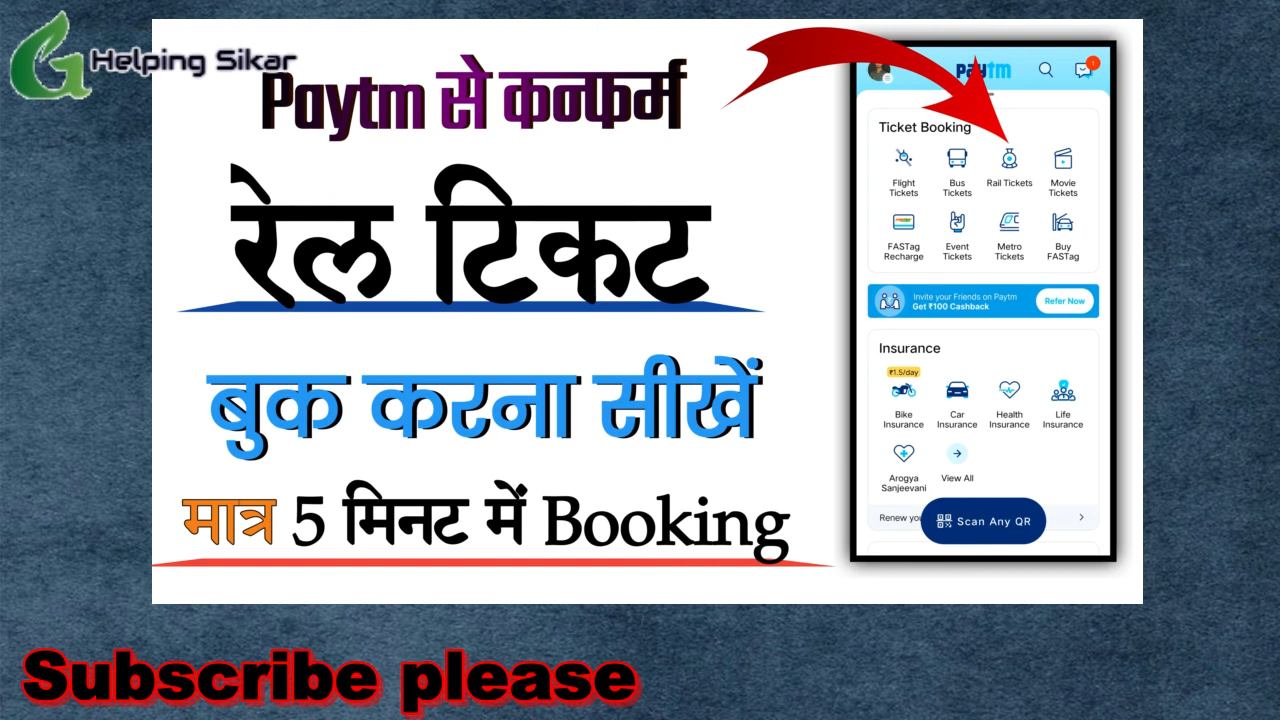 Helping Sikar
Paytm से कन्फर्म
रेल टिकट
बुक करना सीखें
मात्र 5 मिनट में Booking
paytm
1
Ticket Booking
Flight Tickets
Bus Tickets
Rail Tickets
Movie Tickets
FASTag Recharge
Event Tickets
Metro Tickets
Buy FASTag
Invite your Friends on Paytm
Get ₹100 Cashback
Refer Now
Insurance
₹1.5/day
Bike Insurance
Car Insurance
Health Insurance
Life Insurance
Arogya Sanjeevani
View All
Renew you
Scan Any QR
Subscribe please